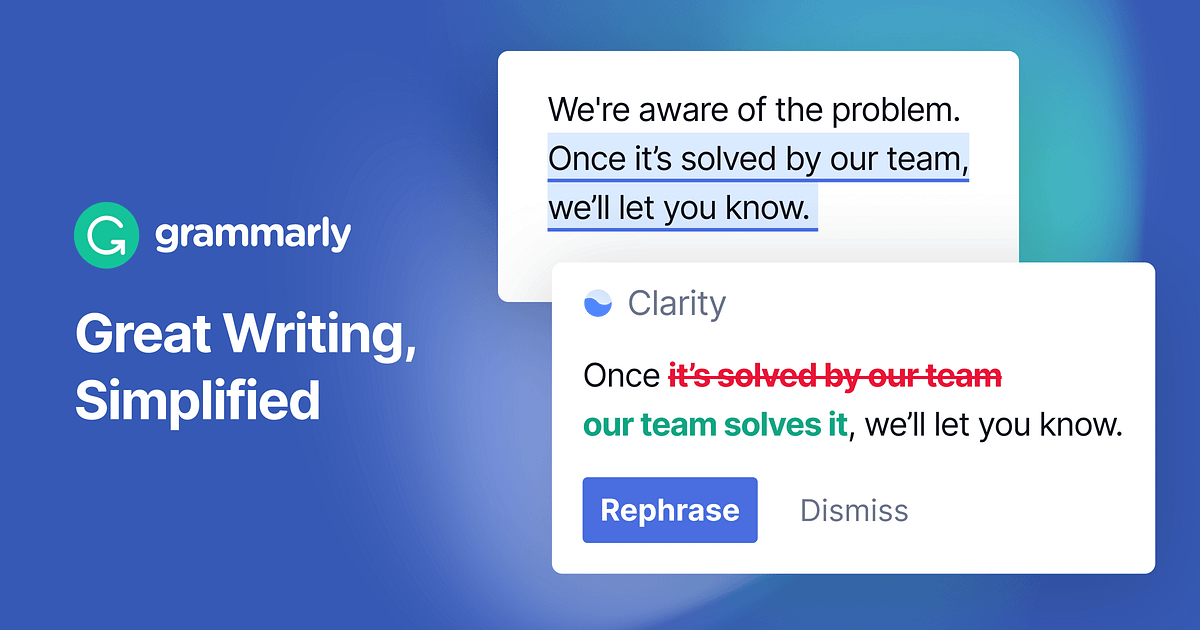 grammarly
Great Writing,
Simplified
We're aware of the problem.
Once it’s solved by our team,
we’ll let you know.
Clarity
Once it’s solved by our team
our team solves it, we’ll let you know.
Rephrase
Dismiss